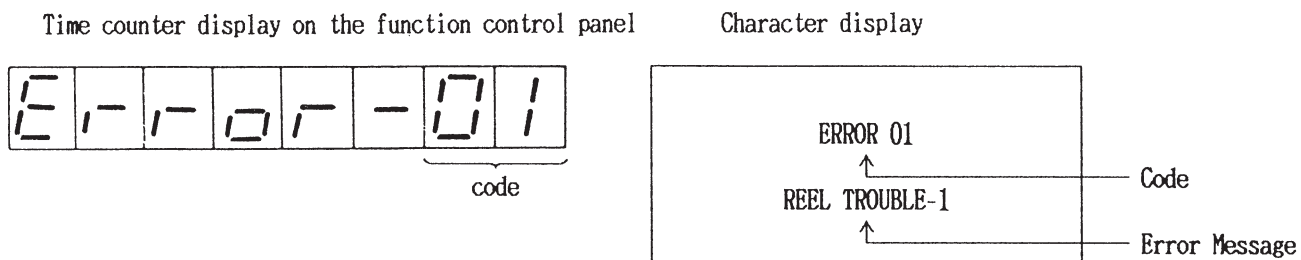 Time counter display on the function control panel
Character display
Error-01
code
ERROR 01
Code
REEL TROUBLE-1
Error Message